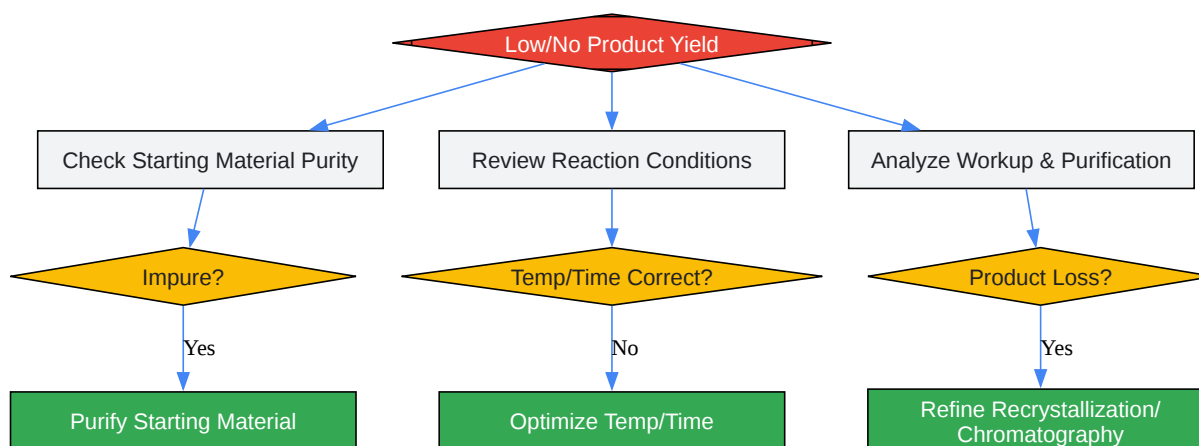 Low/No Product Yield
Check Starting Material Purity
Review Reaction Conditions
Analyze Workup & Purification
Impure?
Temp/Time Correct?
Product Loss?
Yes
No
Yes
Purify Starting Material
Optimize Temp/Time
Refine Recrystallization/
Chromatography